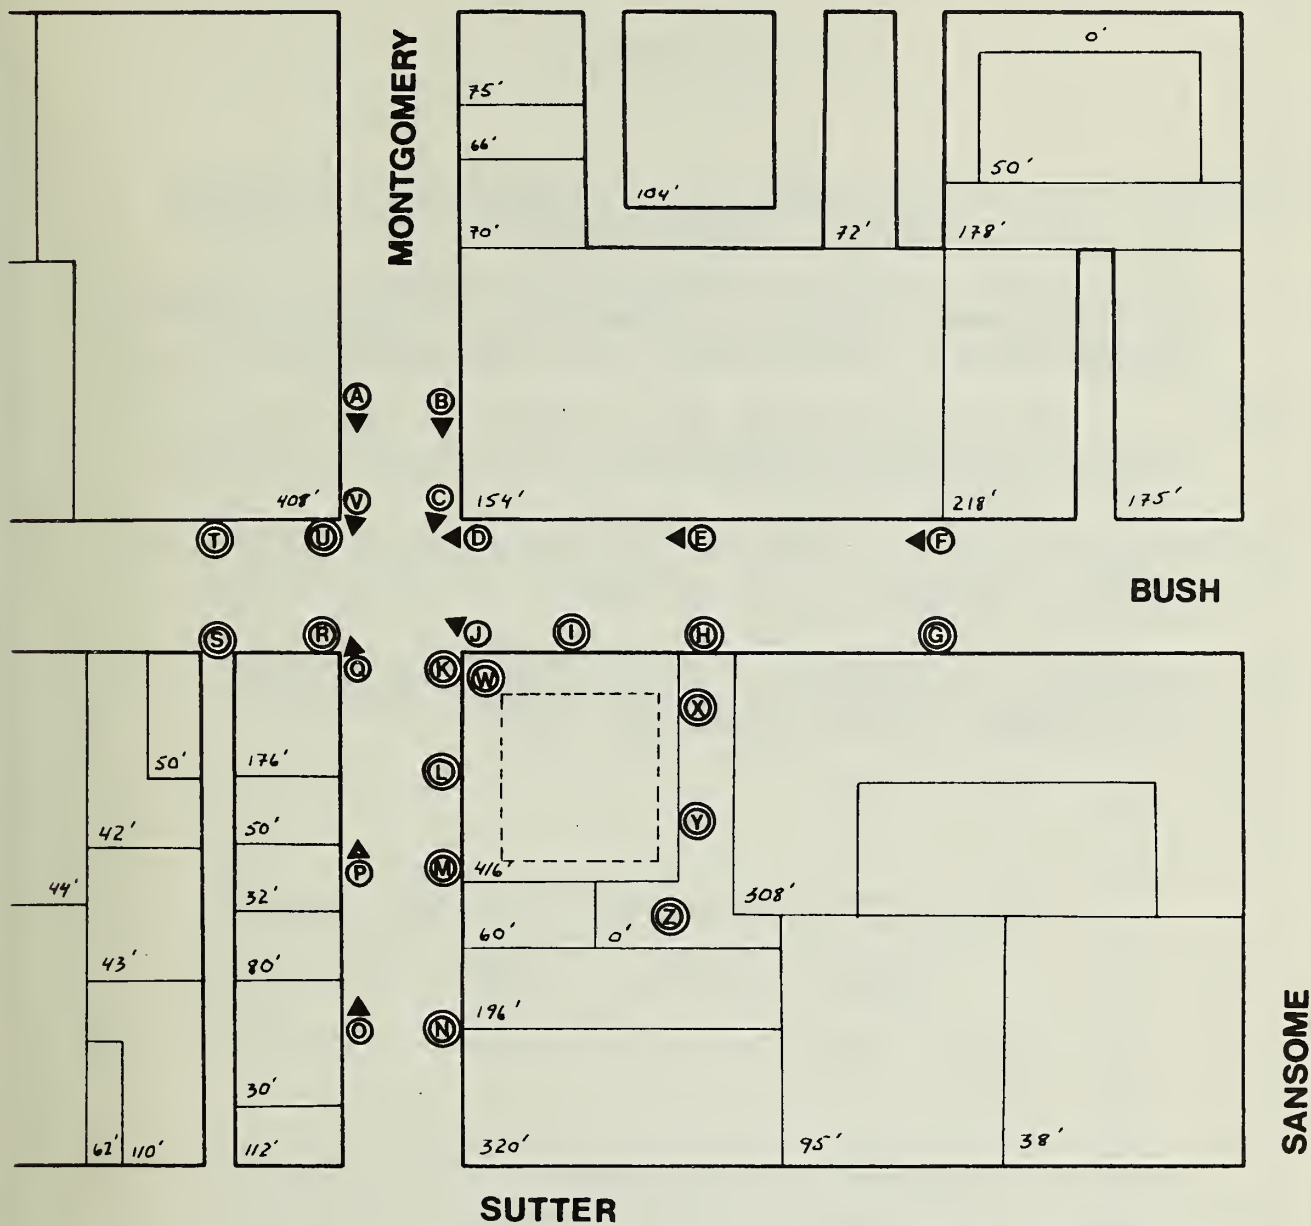 MONTGOMERY
0'
75'
66'
50'
104'
70'
72'
178'
A
B
408'
V
C
154'
218'
175'
T
U
D
E
F
BUSH
S
R
Q
J
I
H
G
K
W
X
50'
176'
L
42'
50'
Y
P
M
416'
44'
32'
308'
Z
60'
0'
43'
80'
196'
O
N
30'
62'
110'
112'
320'
95'
38'
SANSOME
SUTTER